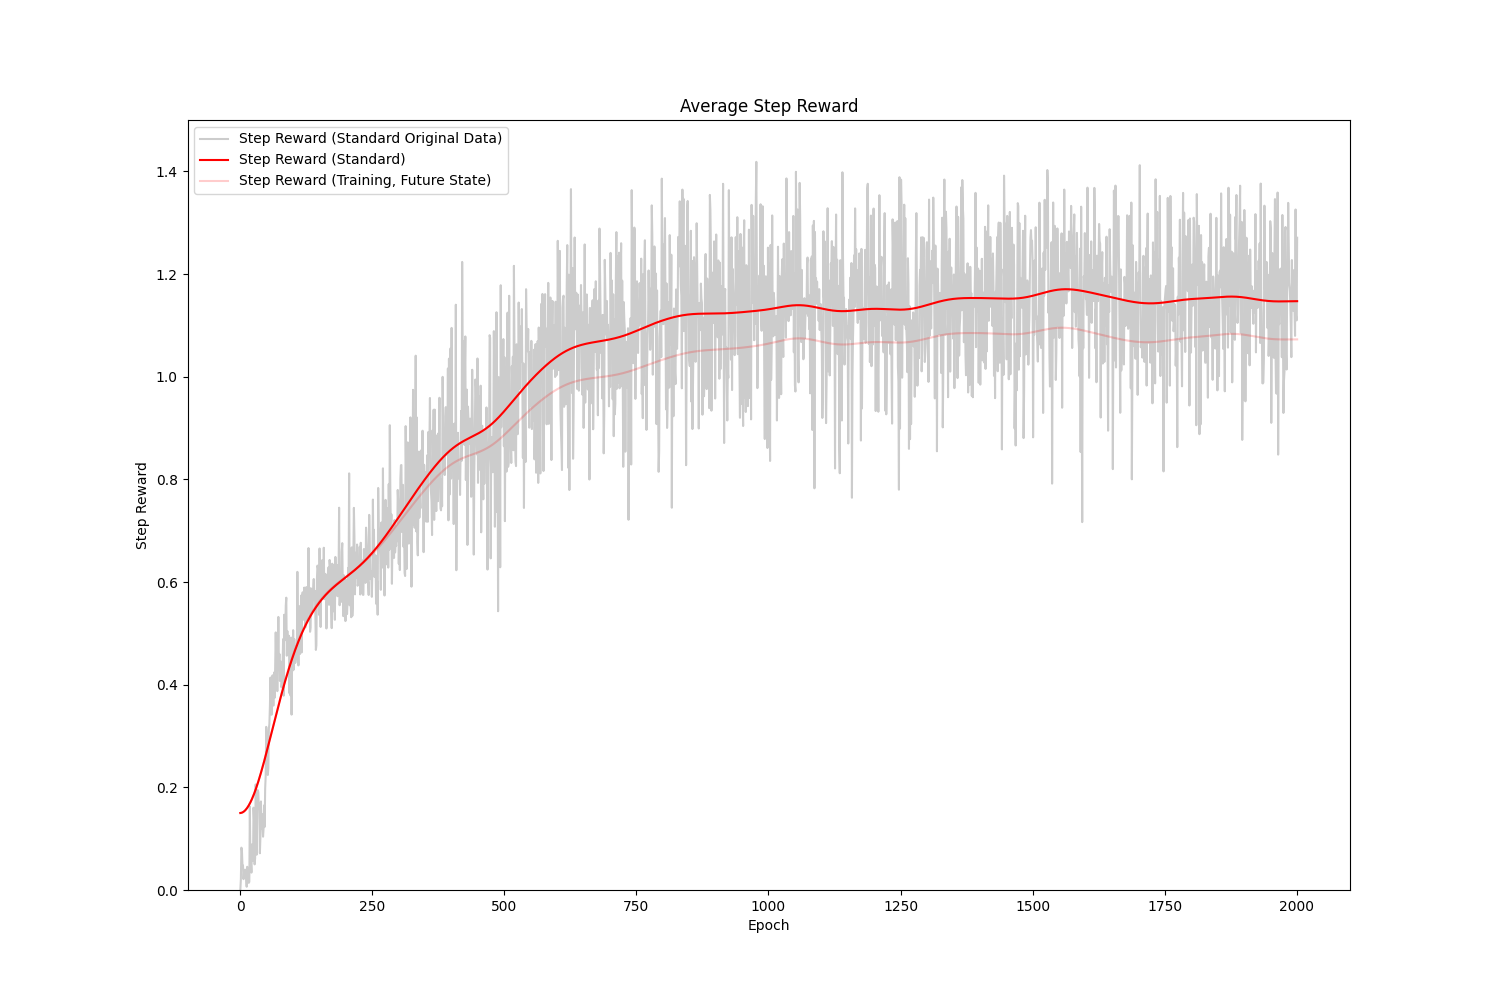 Average Step Reward
Step Reward (Standard Original Data)
Step Reward (Standard)
Step Reward (Training, Future State)
1.4
1.2
1.0
0.8
0.6
0.4
0.2
0.0
Step Reward
0 250 500 750 1000 1250 1500 1750 2000
Epoch